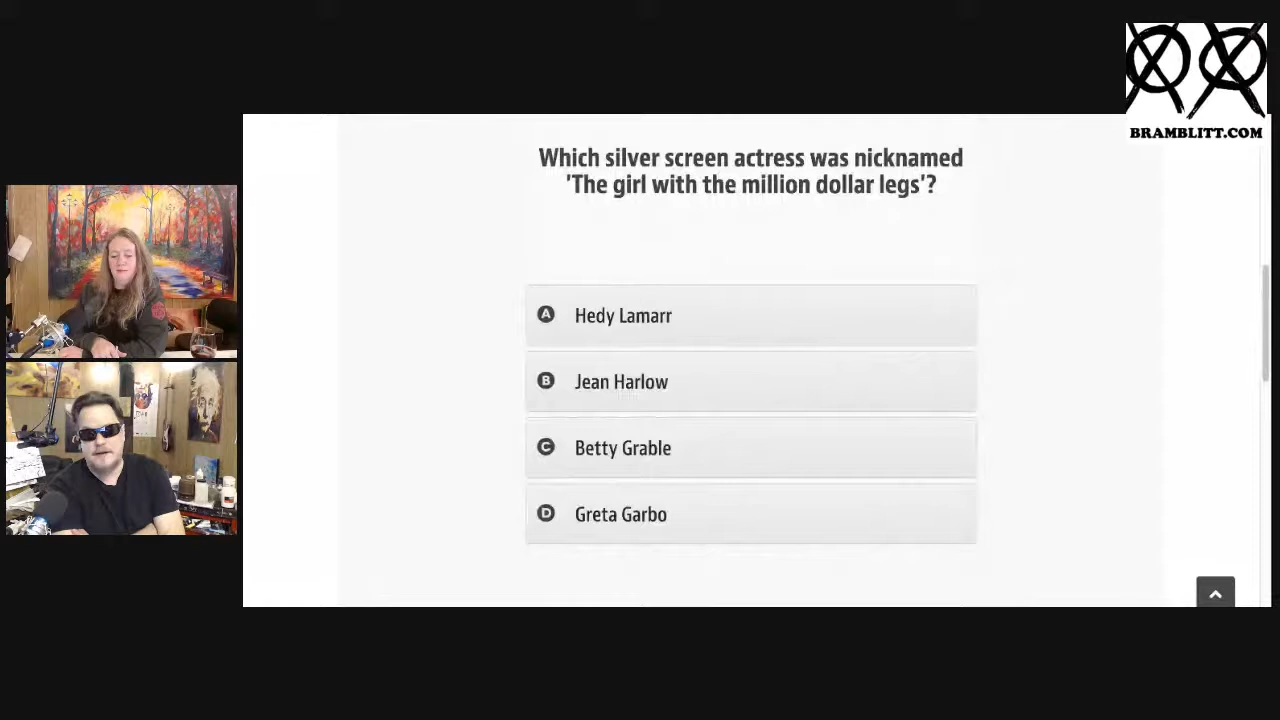 BRAMBLITT.COM
Which silver screen actress was nicknamed
'The girl with the million dollar legs'?
A Hedy Lamarr
B Jean Harlow
C Betty Grable
D Greta Garbo